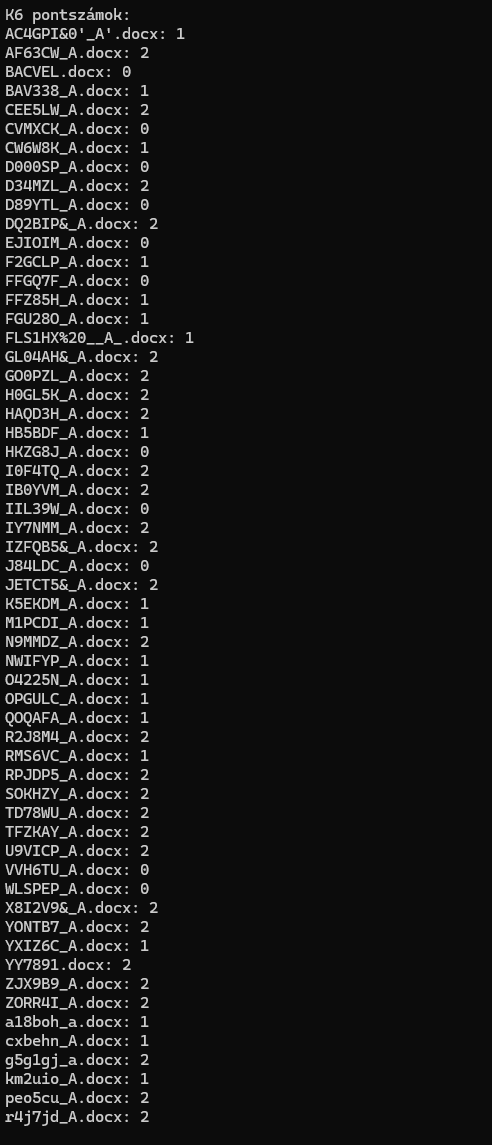 K6 pontszámok:
AC4GPI&0'_A'.docx: 1
AF63CW_A.docx: 2
BACVEL.docx: 0
BAV338_A.docx: 1
CEE5LW_A.docx: 2
CVMXCK_A.docx: 0
CW6W8K_A.docx: 1
D000SP_A.docx: 0
D34MZL_A.docx: 2
D89YTL_A.docx: 0
DQ2BIP&_A.docx: 2
EJIOIM_A.docx: 0
F2GCLP_A.docx: 1
FFGQ7F_A.docx: 0
FFZ85H_A.docx: 1
FGU28O_A.docx: 1
FLS1HX%20__A_.docx: 1
GL04AH&_A.docx: 2
GO0PZL_A.docx: 2
H0GL5K_A.docx: 2
HAQD3H_A.docx: 2
HB5BDF_A.docx: 1
HKZG8J_A.docx: 0
I0F4TQ_A.docx: 2
IB0YVM_A.docx: 2
IIL39W_A.docx: 0
IY7NMM_A.docx: 2
IZFQB5&_A.docx: 2
J84LDC_A.docx: 0
JETCT5&_A.docx: 2
K5EKDM_A.docx: 1
M1PCDI_A.docx: 1
N9MMDZ_A.docx: 2
NWIFYP_A.docx: 1
O4225N_A.docx: 1
OPGULC_A.docx: 1
QOQAFA_A.docx: 1
R2J8M4_A.docx: 2
RMS6VC_A.docx: 1
RPJDP5_A.docx: 2
SOKHZY_A.docx: 2
TD78WU_A.docx: 2
TFZKAY_A.docx: 2
U9VICP_A.docx: 2
VVH6TU_A.docx: 0
WLSPEP_A.docx: 0
X8I2V9&_A.docx: 2
YONTB7_A.docx: 2
YXIZ6C_A.docx: 1
YY7891.docx: 2
ZJX9B9_A.docx: 2
ZORR4I_A.docx: 2
a18boh_a.docx: 1
cxbehn_A.docx: 1
g5g1gj_a.docx: 2
km2uio_A.docx: 1
peo5cu_A.docx: 2
r4j7jd_A.docx: 2